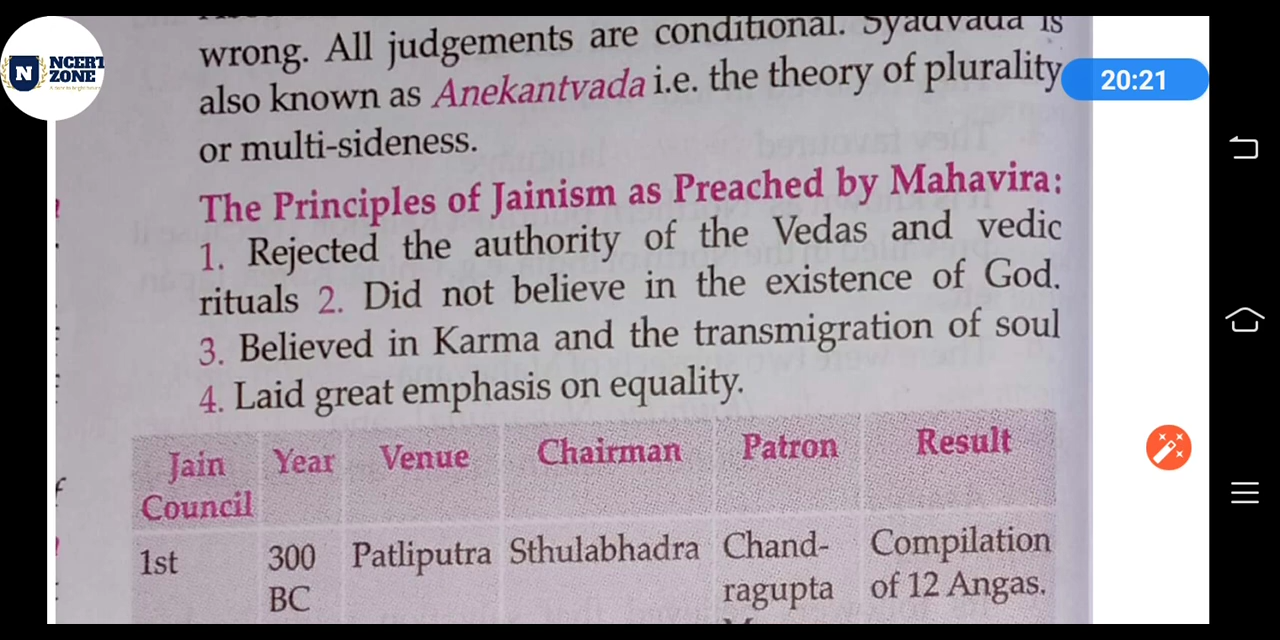 NCERT
ZONE
20:21
wrong. All judgements are conditional. Syadvada is
also known as Anekantvada i.e. the theory of plurality
or multi-sideness.
The Principles of Jainism as Preached by Mahavira:
1. Rejected the authority of the Vedas and vedic
rituals 2. Did not believe in the existence of God.
3. Believed in Karma and the transmigration of soul
4. Laid great emphasis on equality.
Jain Council Year Venue Chairman Patron Result
1st 300 BC Patliputra Sthulabhadra Chand-ragupta Compilation of 12 Angas.